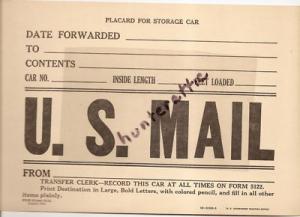 PLACARD FOR STORAGE CAR
DATE FORWARDED
TO
CONTENTS
CAR NO. INSIDE LENGTH FEET LOADED
U. S. MAIL
hunterette
FROM
TRANSFER CLERK—RECORD THIS CAR AT ALL TIMES ON FORM 5122.
Print Destination in Large, Bold Letters, with colored pencil, and fill in all other
items plainly.